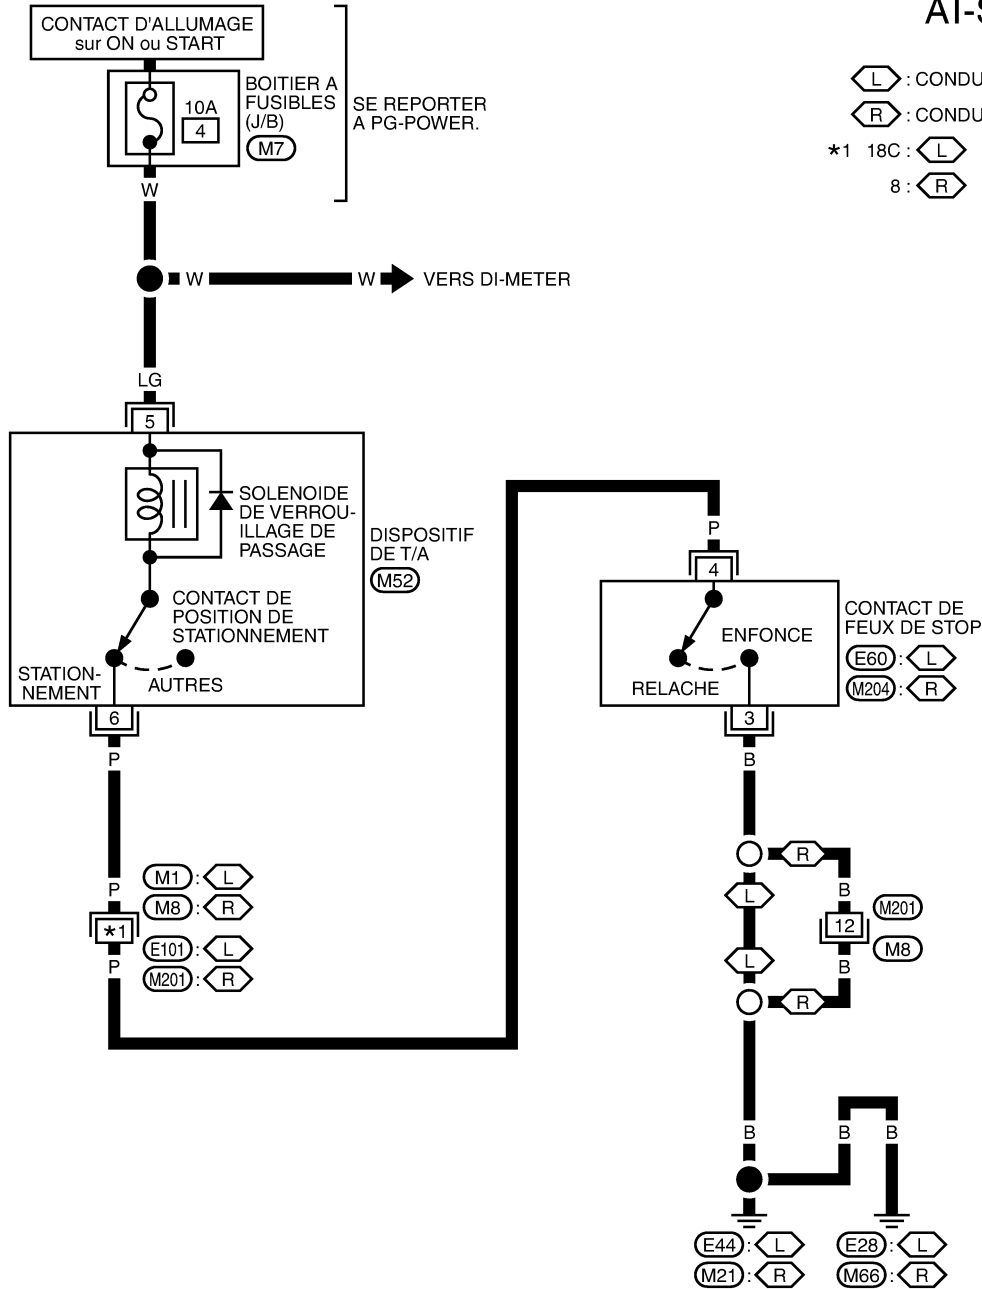 AT-S
CONTACT D'ALLUMAGE
sur ON ou START
BOITIER A
FUSIBLES
(J/B)
M7
10A
4
SE REPORTER
A PG-POWER.
L : CONDU
R : CONDU
*1 18C : L
8 : R
W
W
W
VERS DI-METER
LG
5
SOLENOIDE
DE VERROU-
ILLAGE DE
PASSAGE
DISPOSITIF
DE T/A
M52
CONTACT DE
POSITION DE
STATIONNEMENT
STATION-
NEMENT
AUTRES
6
P
P
4
CONTACT DE
FEUX DE STOP
E60 : L
M204 : R
ENFONCE
RELACHE
3
B
P
*1
P
M1 : L
M8 : R
E101 : L
M201 : R
R
L
B
12
M201
M8
L
B
R
B
B
B
E44 : L
M21 : R
E28 : L
M66 : R